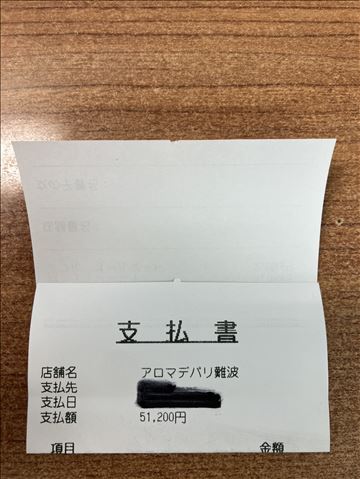 支払書
店舗名 アロマデパリ難波
支払先
支払日
支払額 51,200円
項目 金額